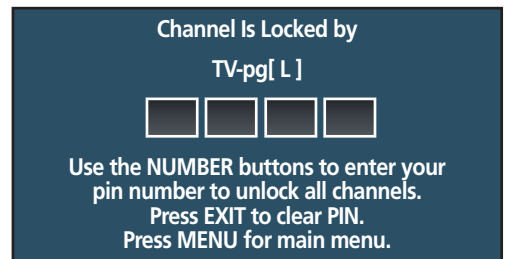 Channel Is Locked by
TV-pg[ L ]
Use the NUMBER buttons to enter your
pin number to unlock all channels.
Press EXIT to clear PIN.
Press MENU for main menu.